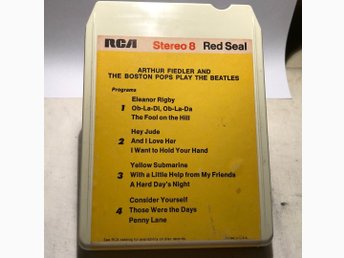 RCA Stereo 8 Red Seal
ARTHUR FIEDLER AND
THE BOSTON POPS PLAY THE BEATLES
Programs
Eleanor Rigby
1 Ob-La-Di, Ob-La-Da
The Fool on the Hill
Hey Jude
2 And I Love Her
I Want to Hold Your Hand
Yellow Submarine
3 With a Little Help from My Friends
A Hard Day's Night
Consider Yourself
4 Those Were the Days
Penny Lane